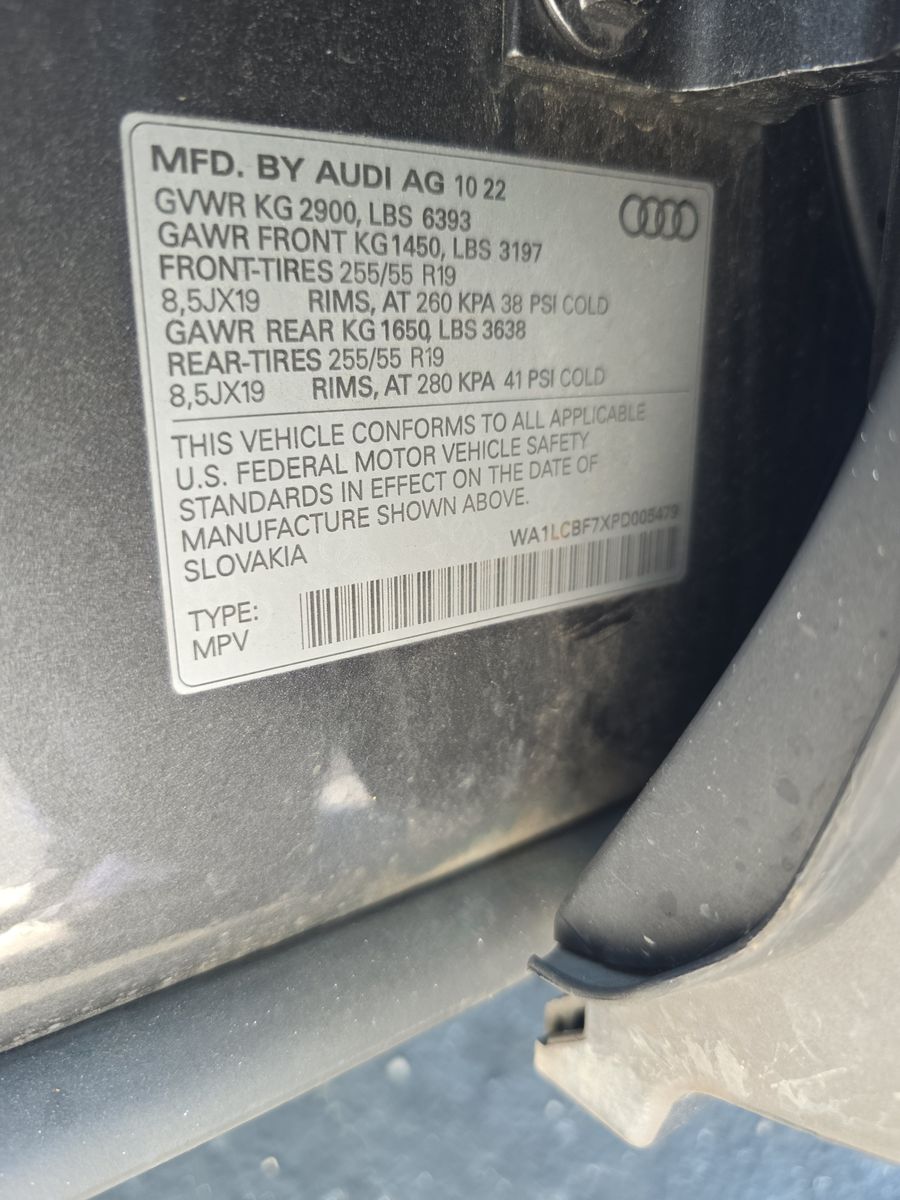 MFD. BY AUDI AG 10 22
GVWR KG 2900, LBS 6393
GAWR FRONT KG1450, LBS 3197
FRONT-TIRES 255/55 R19
8,5JX19 RIMS, AT 260 KPA 38 PSI COLD
GAWR REAR KG 1650, LBS 3638
REAR-TIRES 255/55 R19
8,5JX19 RIMS, AT 280 KPA 41 PSI COLD
THIS VEHICLE CONFORMS TO ALL APPLICABLE
U.S. FEDERAL MOTOR VEHICLE SAFETY
STANDARDS IN EFFECT ON THE DATE OF
MANUFACTURE SHOWN ABOVE.
SLOVAKIA
TYPE:
MPV